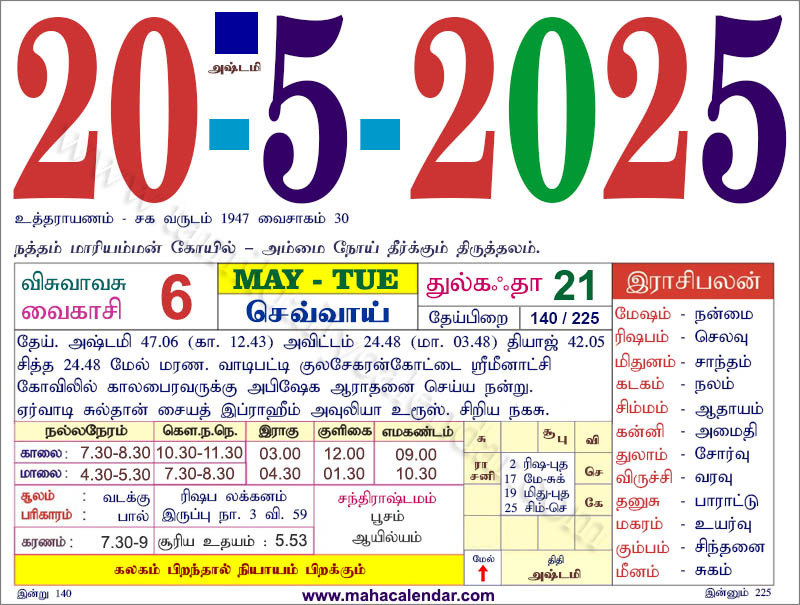 20-5-2025
அஷ்டமி
உத்தராயணம் - சக வருடம் 1947 வைசாகம் 30
நத்தம் மாரியம்மன் கோயில் – அம்மை நோய் தீர்க்கும் திருத்தலம்.
விசுவாவசு
வைகாசி
6
MAY - TUE
செவ்வாய்
துல்கஃதா 21
தேய்பிறை 140 / 225
தேய். அஷ்டமி 47.06 (கா. 12.43) அவிட்டம் 24.48 (மா. 03.48) தியாஜ் 42.05
சித்த 24.48 மேல் மரண. வாடிபட்டி குலசேகரன்கோட்டை ஸ்ரீமீனாட்சி
கோவிலில் காலபைரவருக்கு அபிஷேக ஆராதனை செய்ய நன்று.
ஏர்வாடி சுல்தான் சையத் இப்ராஹீம் அவுலியா உருஸ். சிறிய நகசு.
இராசிபலன்
மேஷம் - நன்மை
ரிஷபம் - செலவு
மிதுனம் - சாந்தம்
கடகம் - நலம்
சிம்மம் - ஆதாயம்
கன்னி - அமைதி
துலாம் - சோர்வு
விருச்சி - வரவு
தனுசு - பாராட்டு
மகரம் - உயர்வு
கும்பம் - சிந்தனை
மீனம் - சுகம்
நல்லநேரம் கௌ.ந.நெ. இராகு குளிகை எமகண்டம்
காலை: 7.30-8.30 10.30-11.30 03.00 12.00 09.00
மாலை: 4.30-5.30 7.30-8.30 04.30 01.30 10.30
சூலம் : வடக்கு
பரிகாரம் : பால்
ரிஷப லக்கனம்
இருப்பு நா. 3 வி. 59
சந்திராஷ்டமம்
பூசம்
ஆயில்யம்
கரணம்: 7.30-9 சூரிய உதயம் : 5.53
கலகம் பிறந்தால் நியாயம் பிறக்கும்
சு
சூ
பு
வி
ரா
சனி
2 ரிஷ-புத
17 மே-சுக்
19 மிது-புத
25 சிம்-செ
செ
கே
மேல்
திதி
அஷ்டமி
இன்று 140
www.mahacalendar.com
இன்னும் 225